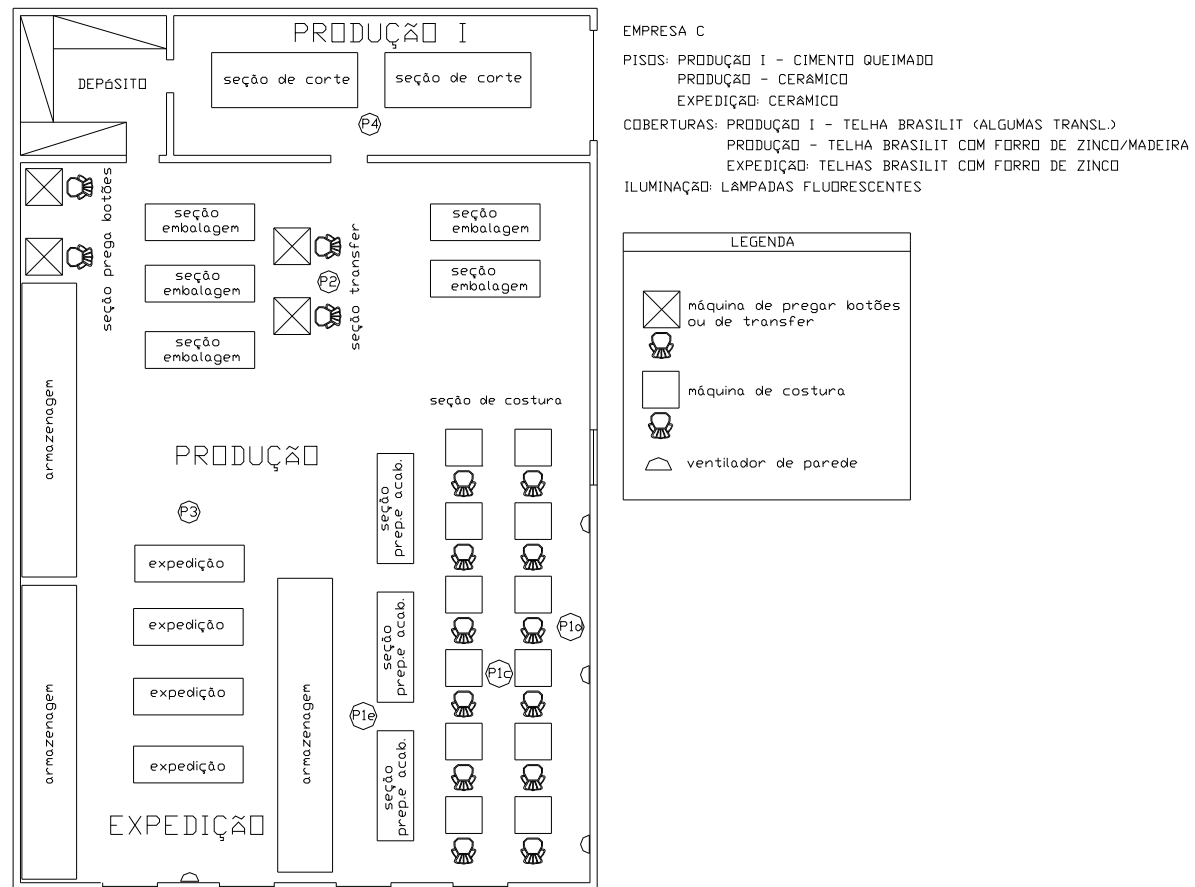 PRODUÇÃO I
seção de corte
seção de corte
DEPóSITO
P4
seção prega botões
seção
embalagem
seção
embalagem
seção
embalagem
seção transfer
P2
seção
embalagem
seção
embalagem
armazenagem
PRODUÇÃO
P3
seção de costura
seção
prep.e acab.
seção
prep.e acab.
seção
prep.e acab.
expedição
expedição
expedição
expedição
armazenagem
armazenagem
P1a
P1c
P1e
EXPEDIÇÃO
EMPRESA C
PISOS: PRODUÇÃO I - CIMENTO QUEIMADO
PRODUÇÃO - CERÂMICO
EXPEDIÇÃO: CERÂMICO
COBERTURAS: PRODUÇÃO I - TELHA BRASILIT (ALGUMAS TRANSL.)
PRODUÇÃO - TELHA BRASILIT COM FORRO DE ZINCO/MADEIRA
EXPEDIÇÃO: TELHAS BRASILIT COM FORRO DE ZINCO
ILUMINAÇÃO: LÂMPADAS FLUORESCENTES
LEGENDA
máquina de pregar botões
ou de transfer
máquina de costura
ventilador de parede